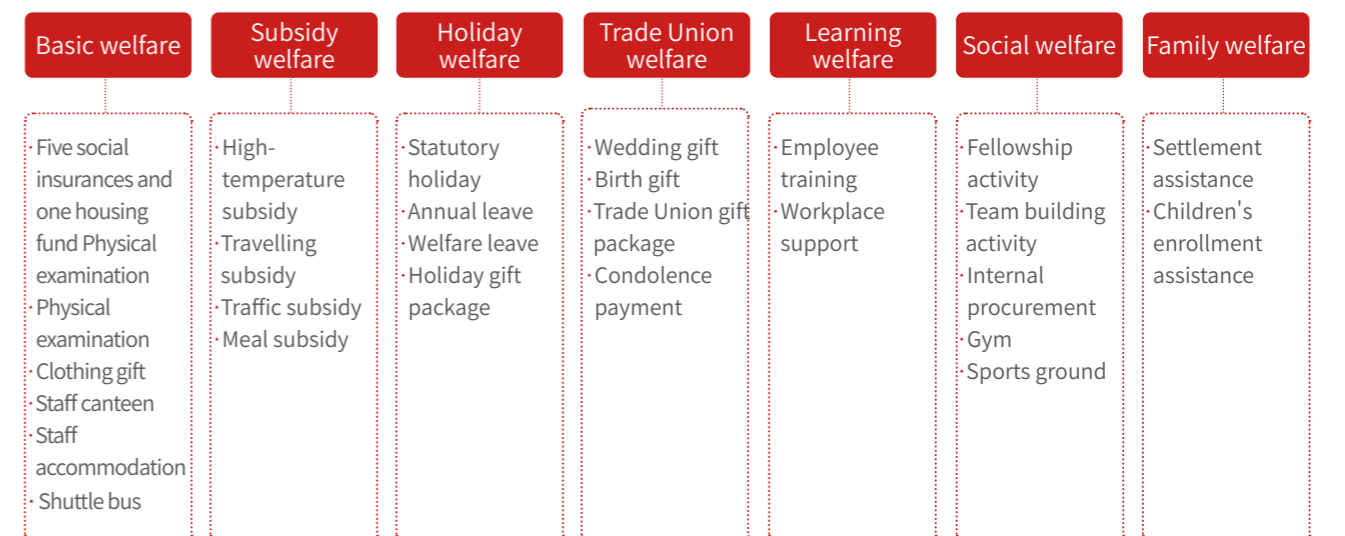 Basic welfare
Subsidy
welfare
Holiday
welfare
Trade Union
welfare
Learning
welfare
Social welfare
Family welfare
·Five social
insurances and
one housing
fund Physical
examination
·Physical
examination
·Clothing gift
·Staff canteen
·Staff
accommodation
· Shuttle bus
·High-
temperature
subsidy
·Travelling
subsidy
·Traffic subsidy
·Meal subsidy
·Statutory
holiday
·Annual leave
·Welfare leave
·Holiday gift
package
·Wedding gift
·Birth gift
·Trade Union gift
package
·Condolence
payment
·Employee
training
·Workplace
support
·Fellowship
activity
·Team building
activity
·Internal
procurement
·Gym
·Sports ground
·Settlement
assistance
·Children's
enrollment
assistance